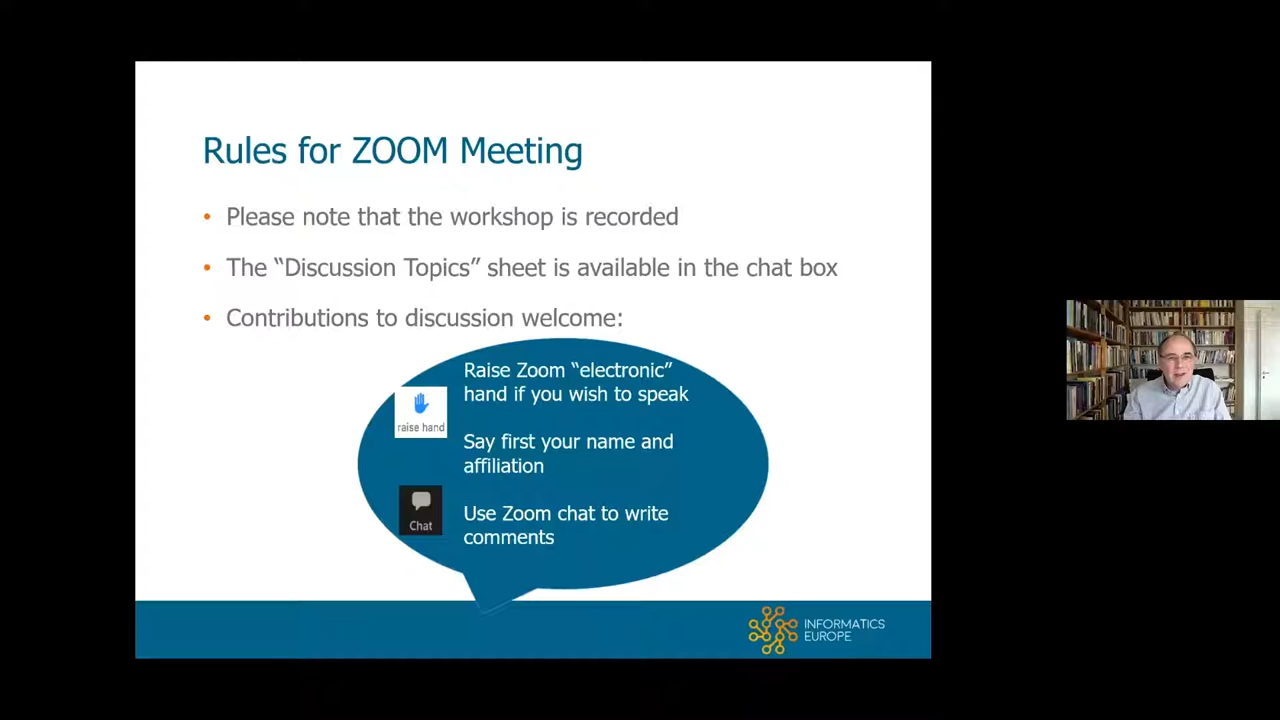 Rules for ZOOM Meeting
• Please note that the workshop is recorded
• The “Discussion Topics” sheet is available in the chat box
• Contributions to discussion welcome:
Raise Zoom “electronic”
hand if you wish to speak
raise hand
Say first your name and
affiliation
Use Zoom chat to write
comments
Chat
INFORMATICS
EUROPE